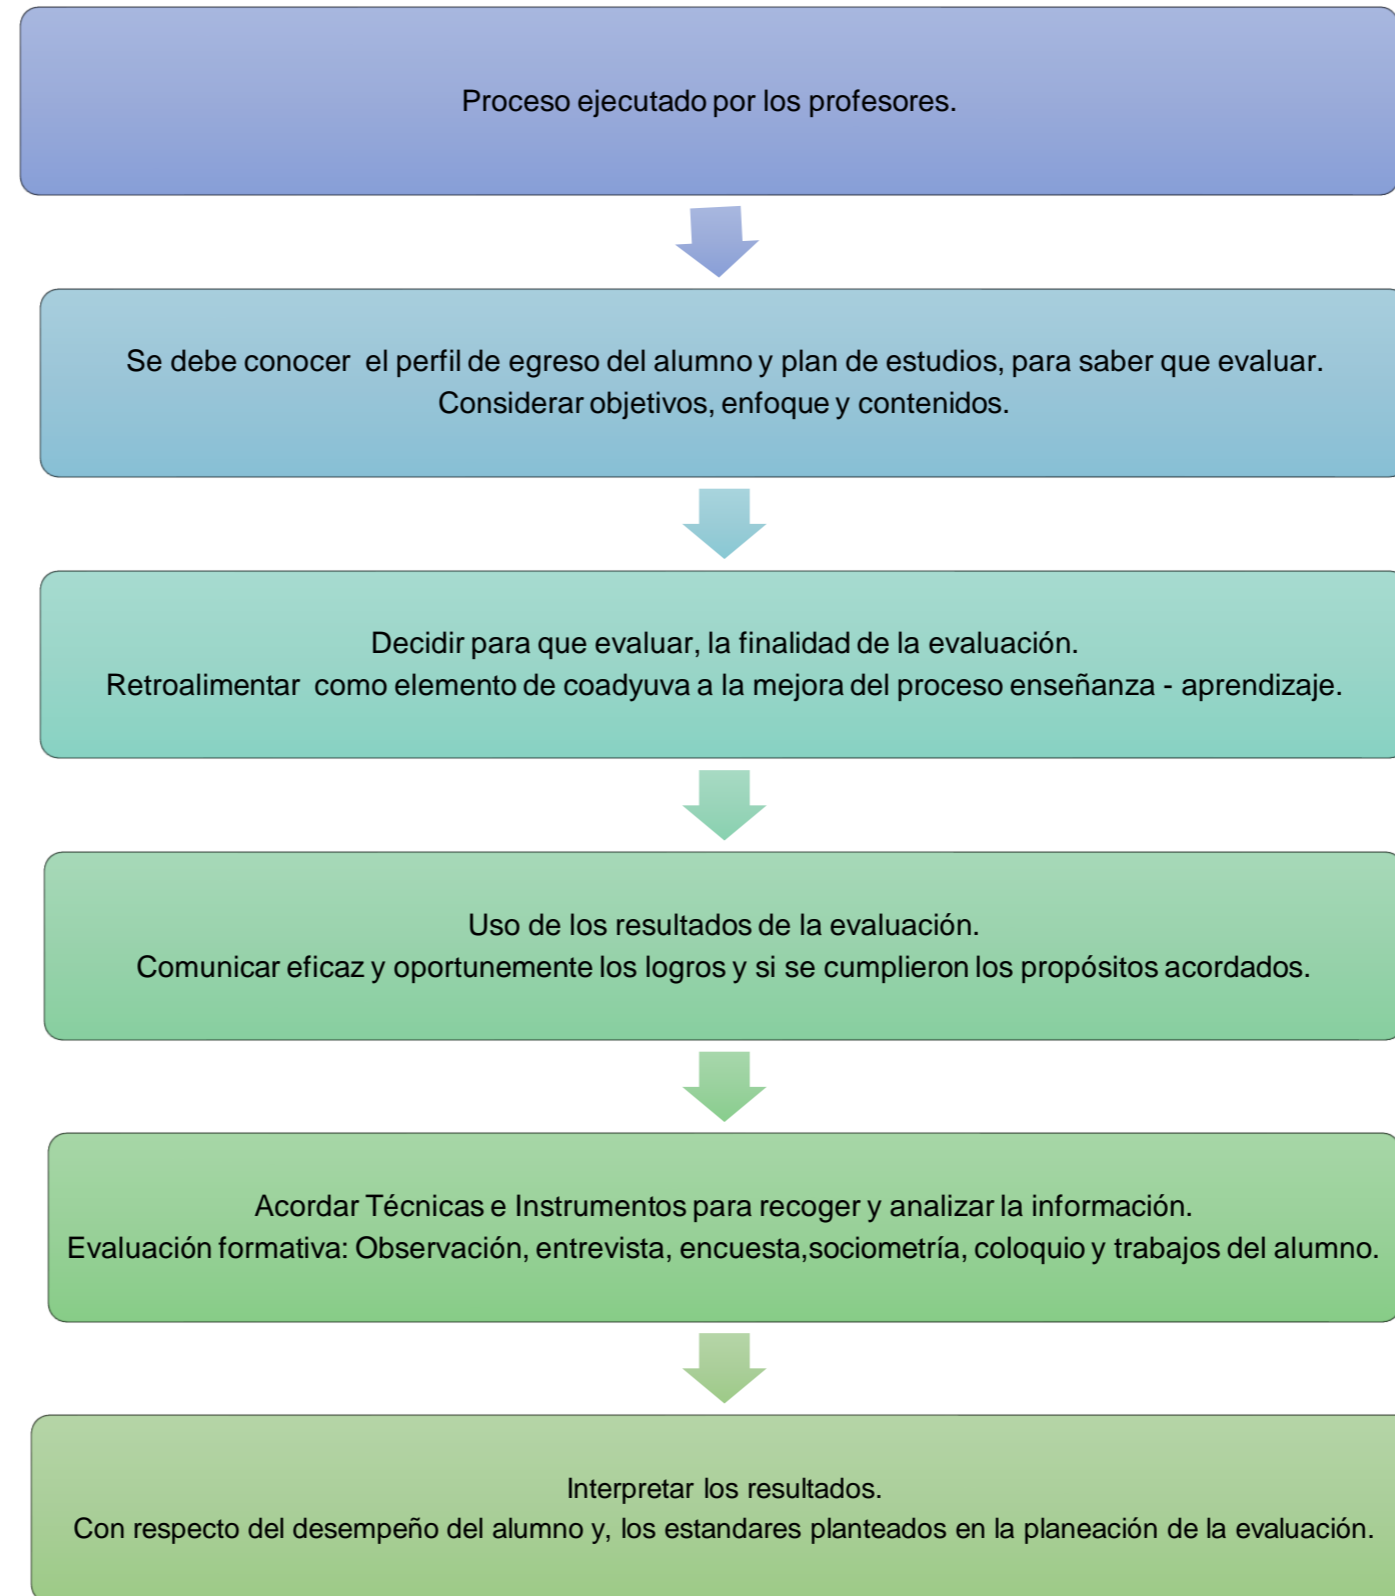 Proceso ejecutado por los profesores.
Se debe conocer el perfil de egreso del alumno y plan de estudios, para saber que evaluar.
Considerar objetivos, enfoque y contenidos.
Decidir para que evaluar, la finalidad de la evaluación.
Retroalimentar como elemento de coadyuva a la mejora del proceso enseñanza - aprendizaje.
Uso de los resultados de la evaluación.
Comunicar eficaz y oportunemente los logros y si se cumplieron los propósitos acordados.
Acordar Técnicas e Instrumentos para recoger y analizar la información.
Evaluación formativa: Observación, entrevista, encuesta,sociometría, coloquio y trabajos del alumno.
Interpretar los resultados.
Con respecto del desempeño del alumno y, los estandares planteados en la planeación de la evaluación.